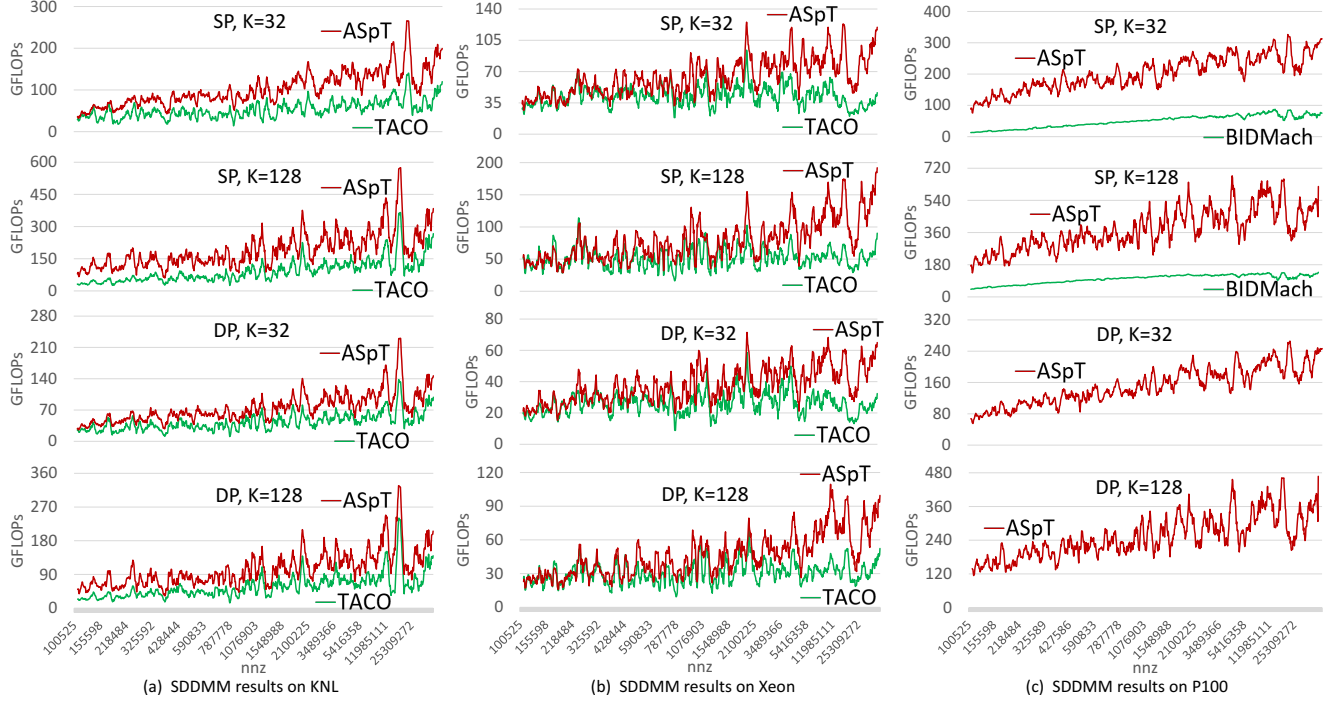 SP, K=32
ASpT
TACO
GFLOPs
300
200
100
0
SP, K=128
ASpT
TACO
GFLOPs
600
450
300
150
0
DP, K=32
ASpT
TACO
GFLOPs
280
210
140
70
0
DP, K=128
ASpT
TACO
GFLOPs
360
270
180
90
0
100525
155598
218484
325592
428444
590833
787778
1076903
1548988
2100225
3489366
5416358
11985111
25309272
nnz
(a) SDDMM results on KNL
SP, K=32
ASpT
TACO
GFLOPs
140
105
70
35
0
SP, K=128
ASpT
TACO
GFLOPs
200
150
100
50
0
DP, K=32
ASpT
TACO
GFLOPs
80
60
40
20
0
DP, K=128
ASpT
TACO
GFLOPs
120
90
60
30
0
100525
155598
218484
325592
428444
590833
787778
1076903
1548988
2100225
3489366
5416358
11985111
25309272
nnz
(b) SDDMM results on Xeon
SP, K=32
ASpT
BIDMach
GFLOPs
400
300
200
100
0
SP, K=128
ASpT
BIDMach
GFLOPs
720
540
360
180
0
DP, K=32
ASpT
GFLOPs
320
240
160
80
0
DP, K=128
ASpT
GFLOPs
480
360
240
120
0
100525
155598
218484
325589
427586
590833
787778
1076903
1548988
2100225
3489366
5416358
11985111
25309272
nnz
(c) SDDMM results on P100